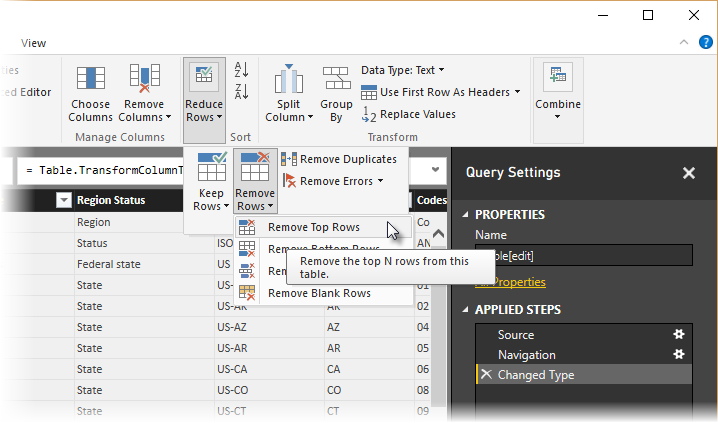 View
ed Editor
Choose
Columns
Remove
Columns
Manage Columns
Reduce
Rows
A
Z
Z
A
Sort
Split
Column
Group
By
Data Type: Text
Use First Row As Headers
1
2 Replace Values
Transform
Combine
Keep
Rows
Remove
Rows
Remove Duplicates
Remove Errors
Remove Top Rows
Remove Bottom Rows
Remove Blank Rows
Remove the top N rows from this
table.
= Table.TransformColumnT
Region Status
Codes
Region
Co
Status ISO AN
Federal state US
State US 01
State US-AK AK 02
State US-AZ AZ 04
State US-AR AR 05
State US-CA CA 06
State US-CO CO 08
State US-CT CT 09
Query Settings
PROPERTIES
Name
ble[edit]
All Properties
APPLIED STEPS
Source
Navigation
Changed Type